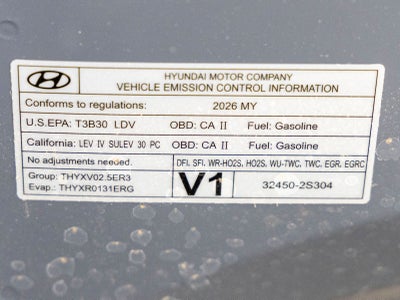 HYUNDAI MOTOR COMPANY
VEHICLE EMISSION CONTROL INFORMATION
Conforms to regulations: 2026 MY
U.S.EPA: T3B30 LDV OBD: CA II Fuel: Gasoline
California: LEV IV SULEV 30 PC OBD: CA II Fuel: Gasoline
No adjustments needed. DFI, SFI, WR-HO2S, HO2S, WU-TWC, TWC, EGR, EGRC
Group: THYXV02.5ER3
Evap.: THYXR0131ERG
V1
32450-2S304